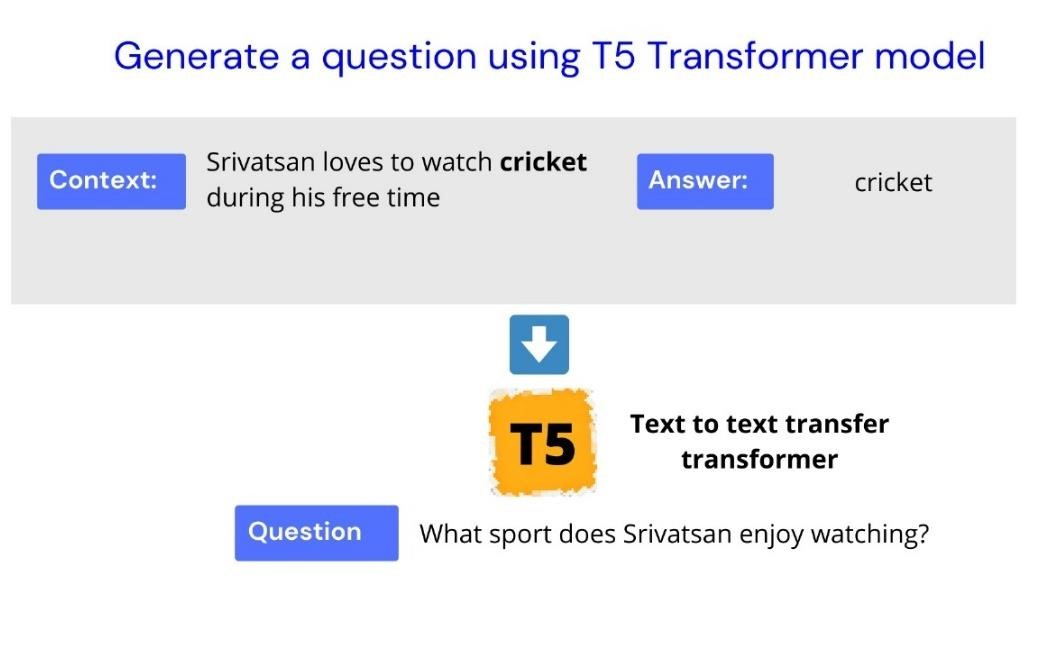 Generate a question using T5 Transformer model
Context:
Srivatsan loves to watch cricket
during his free time
Answer:
cricket
T5
Text to text transfer
transformer
Question
What sport does Srivatsan enjoy watching?